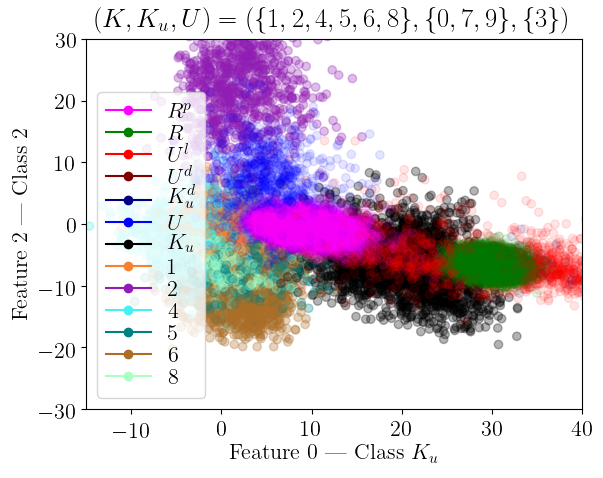 (K, K_u, U) = ({1, 2, 4, 5, 6, 8}, {0, 7, 9}, {3})
Feature 2 — Class 2
30
20
10
0
−10
−20
−30
R^p
R
U^l
U^d
K_u^d
U
K_u
1
2
4
5
6
8
−10 0 10 20 30 40
Feature 0 — Class K_u